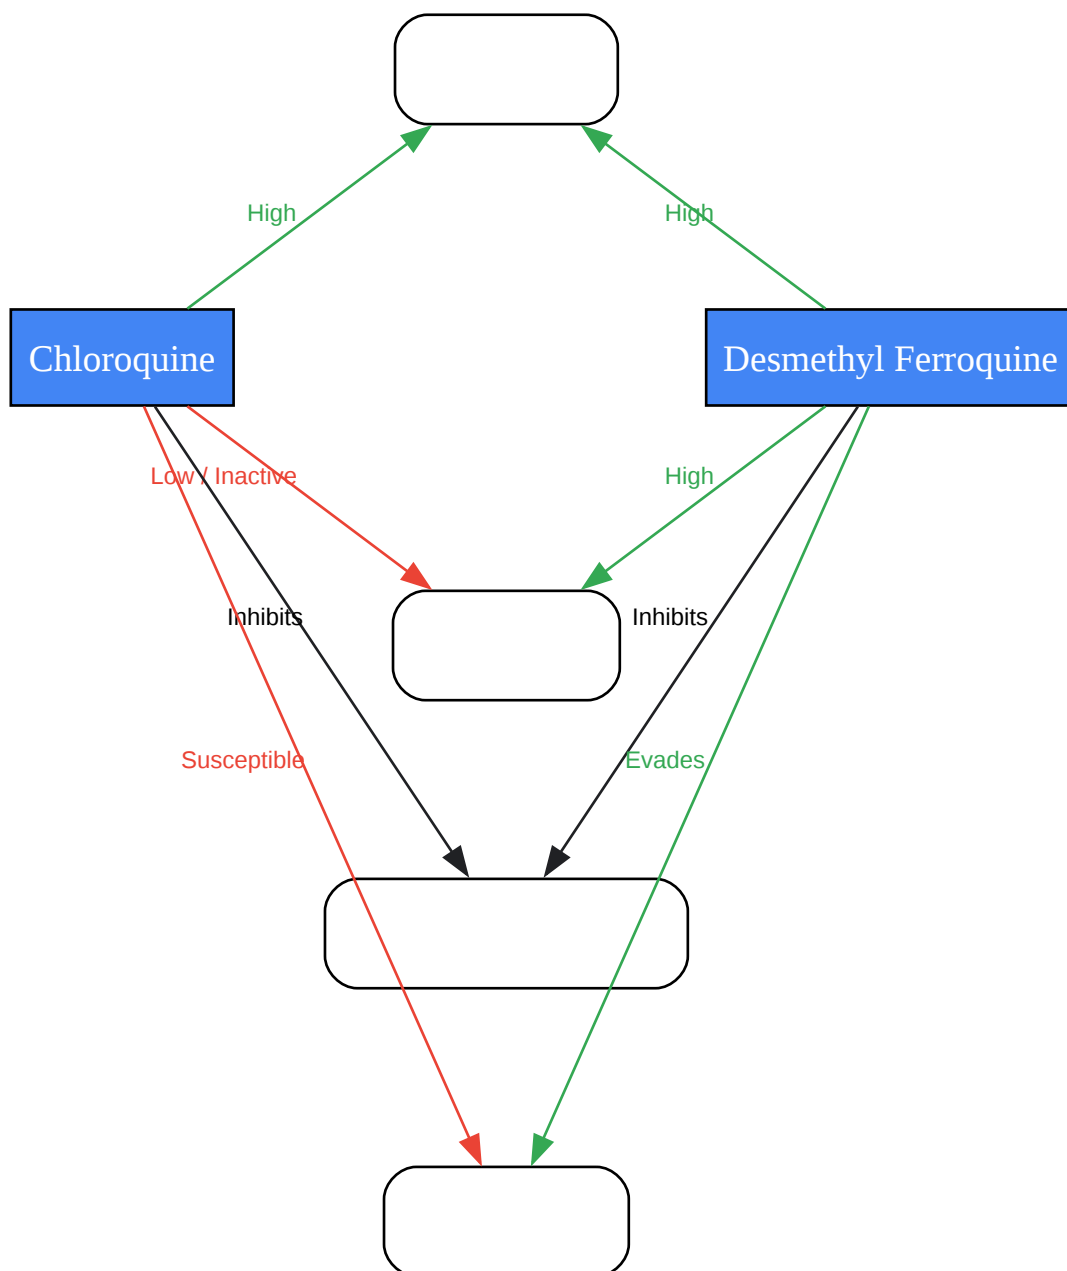 High
High
Chloroquine
Desmethyl Ferroquine
Low / Inactive
High
Inhibits
Inhibits
Susceptible
Evades